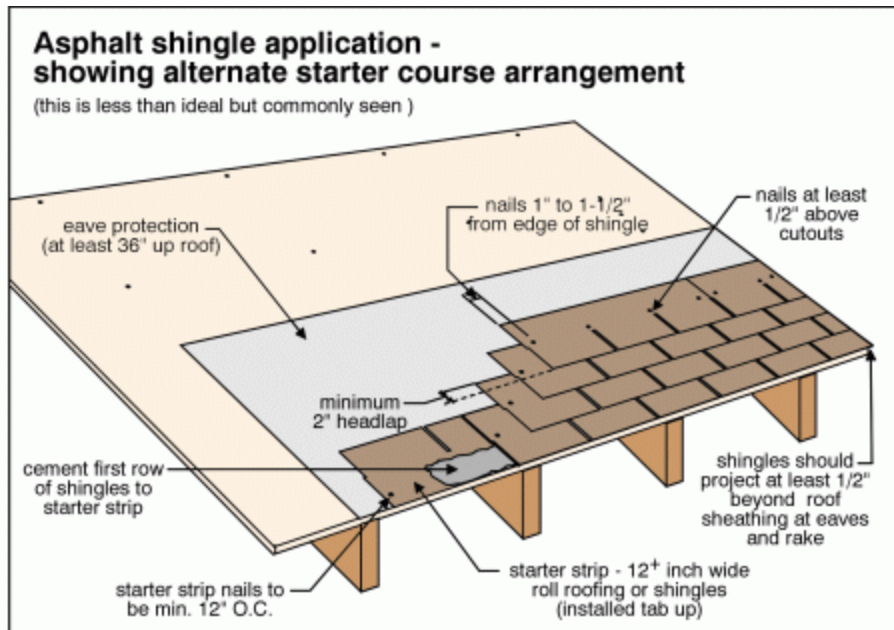 Asphalt shingle application -
showing alternate starter course arrangement
(this is less than ideal but commonly seen )
eave protection
(at least 36" up roof)
nails 1" to 1-1/2"
from edge of shingle
nails at least
1/2" above
cutouts
minimum
2" headlap
cement first row
of shingles to
starter strip
shingles should
project at least 1/2"
beyond roof
sheathing at eaves
and rake
starter strip nails to
be min. 12" O.C.
starter strip - 12+ inch wide
roll roofing or shingles
(installed tab up)